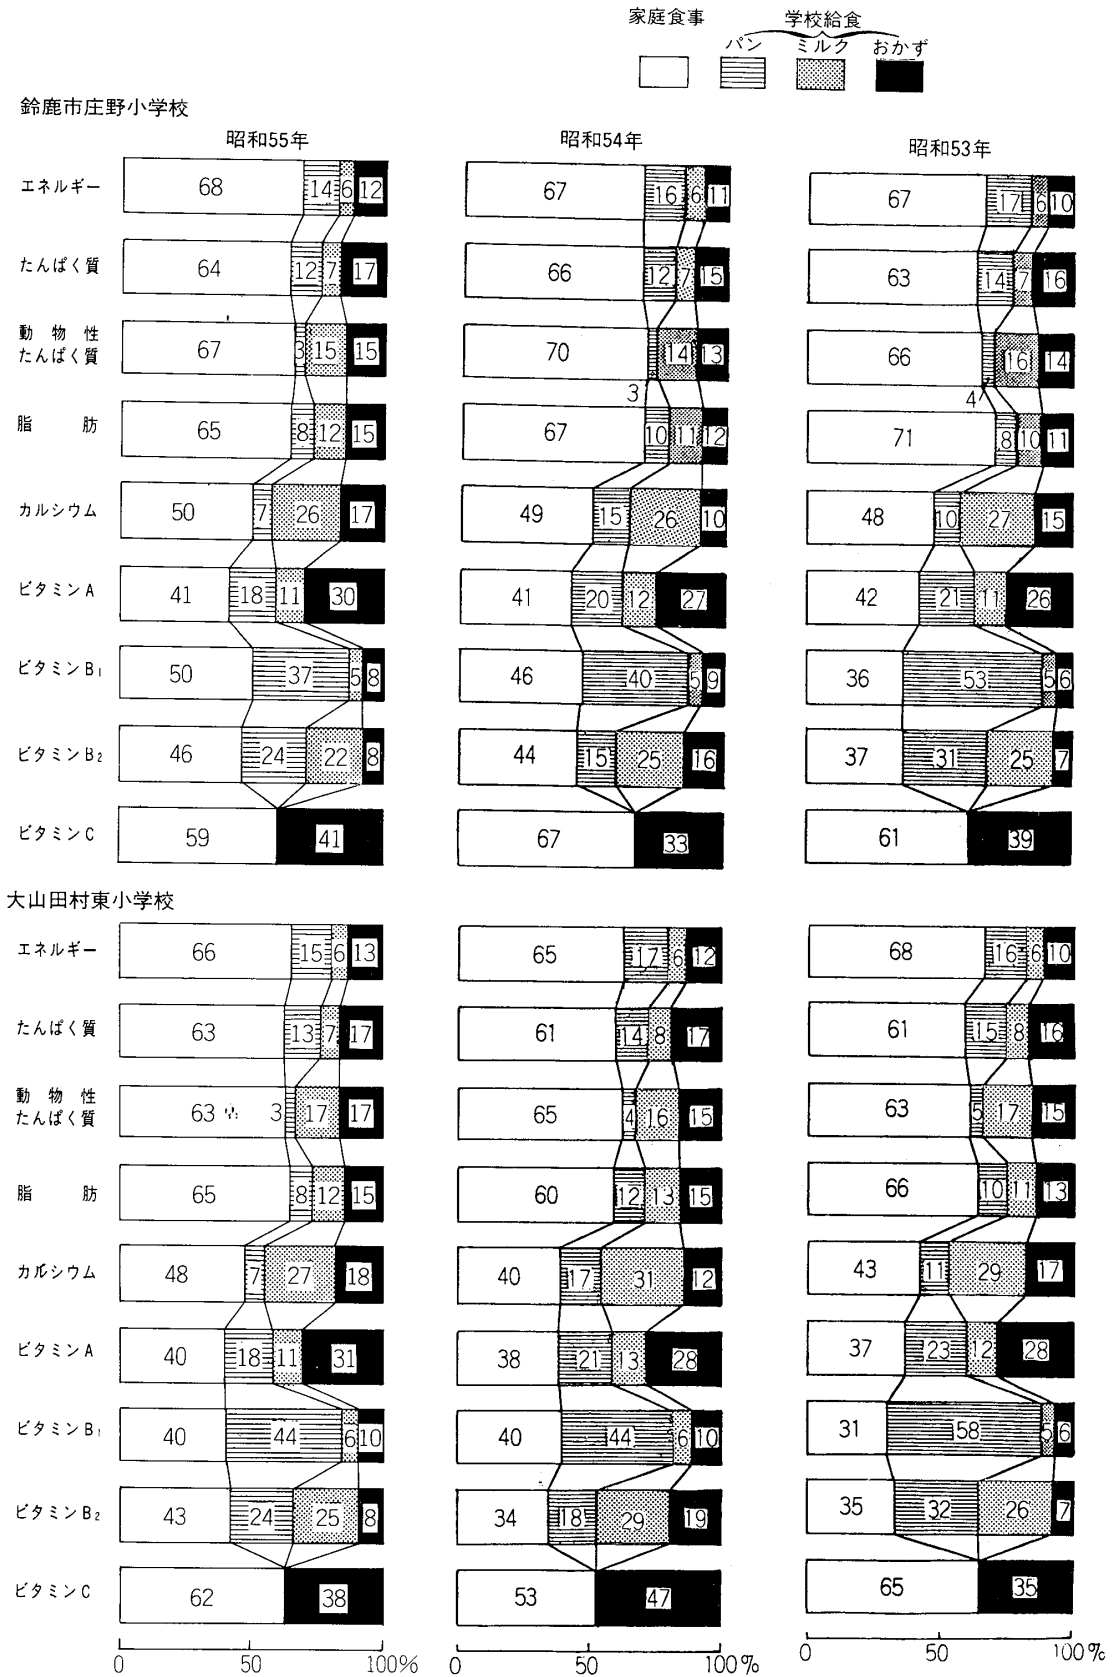 家庭食事 学校給食
パン ミルク おかず
鈴鹿市庄野小学校
昭和55年 昭和54年 昭和53年
エネルギー 68 14 6 12 67 16 6 11 67 17 6 10
たんぱく質 64 12 7 17 66 12 7 15 63 14 7 16
動物性
たんぱく質 67 3 15 15 70 3 14 13 66 4 16 14
脂肪 65 8 12 15 67 10 11 12 71 8 10 11
カルシウム 50 7 26 17 49 15 26 10 48 10 27 15
ビタミンA 41 18 11 30 41 20 12 27 42 21 11 26
ビタミンB₁ 50 37 5 8 46 40 5 9 36 53 5 6
ビタミンB₂ 46 24 22 8 44 15 25 16 37 31 25 7
ビタミンC 59 41 67 33 61 39
大山田村東小学校
エネルギー 66 15 6 13 65 17 6 12 68 16 6 10
たんぱく質 63 13 7 17 61 14 8 17 61 15 8 16
動物性
たんぱく質 63 3 17 17 65 4 16 15 63 5 17 15
脂肪 65 8 12 15 60 12 13 15 66 10 11 13
カルシウム 48 7 27 18 40 17 31 12 43 11 29 17
ビタミンA 40 18 11 31 38 21 13 28 37 23 12 28
ビタミンB₁ 40 44 6 10 40 44 6 10 31 58 5 6
ビタミンB₂ 43 24 25 8 34 18 29 19 35 32 26 7
ビタミンC 62 38 53 47 65 35
0 50 100% 0 50 100% 0 50 100%